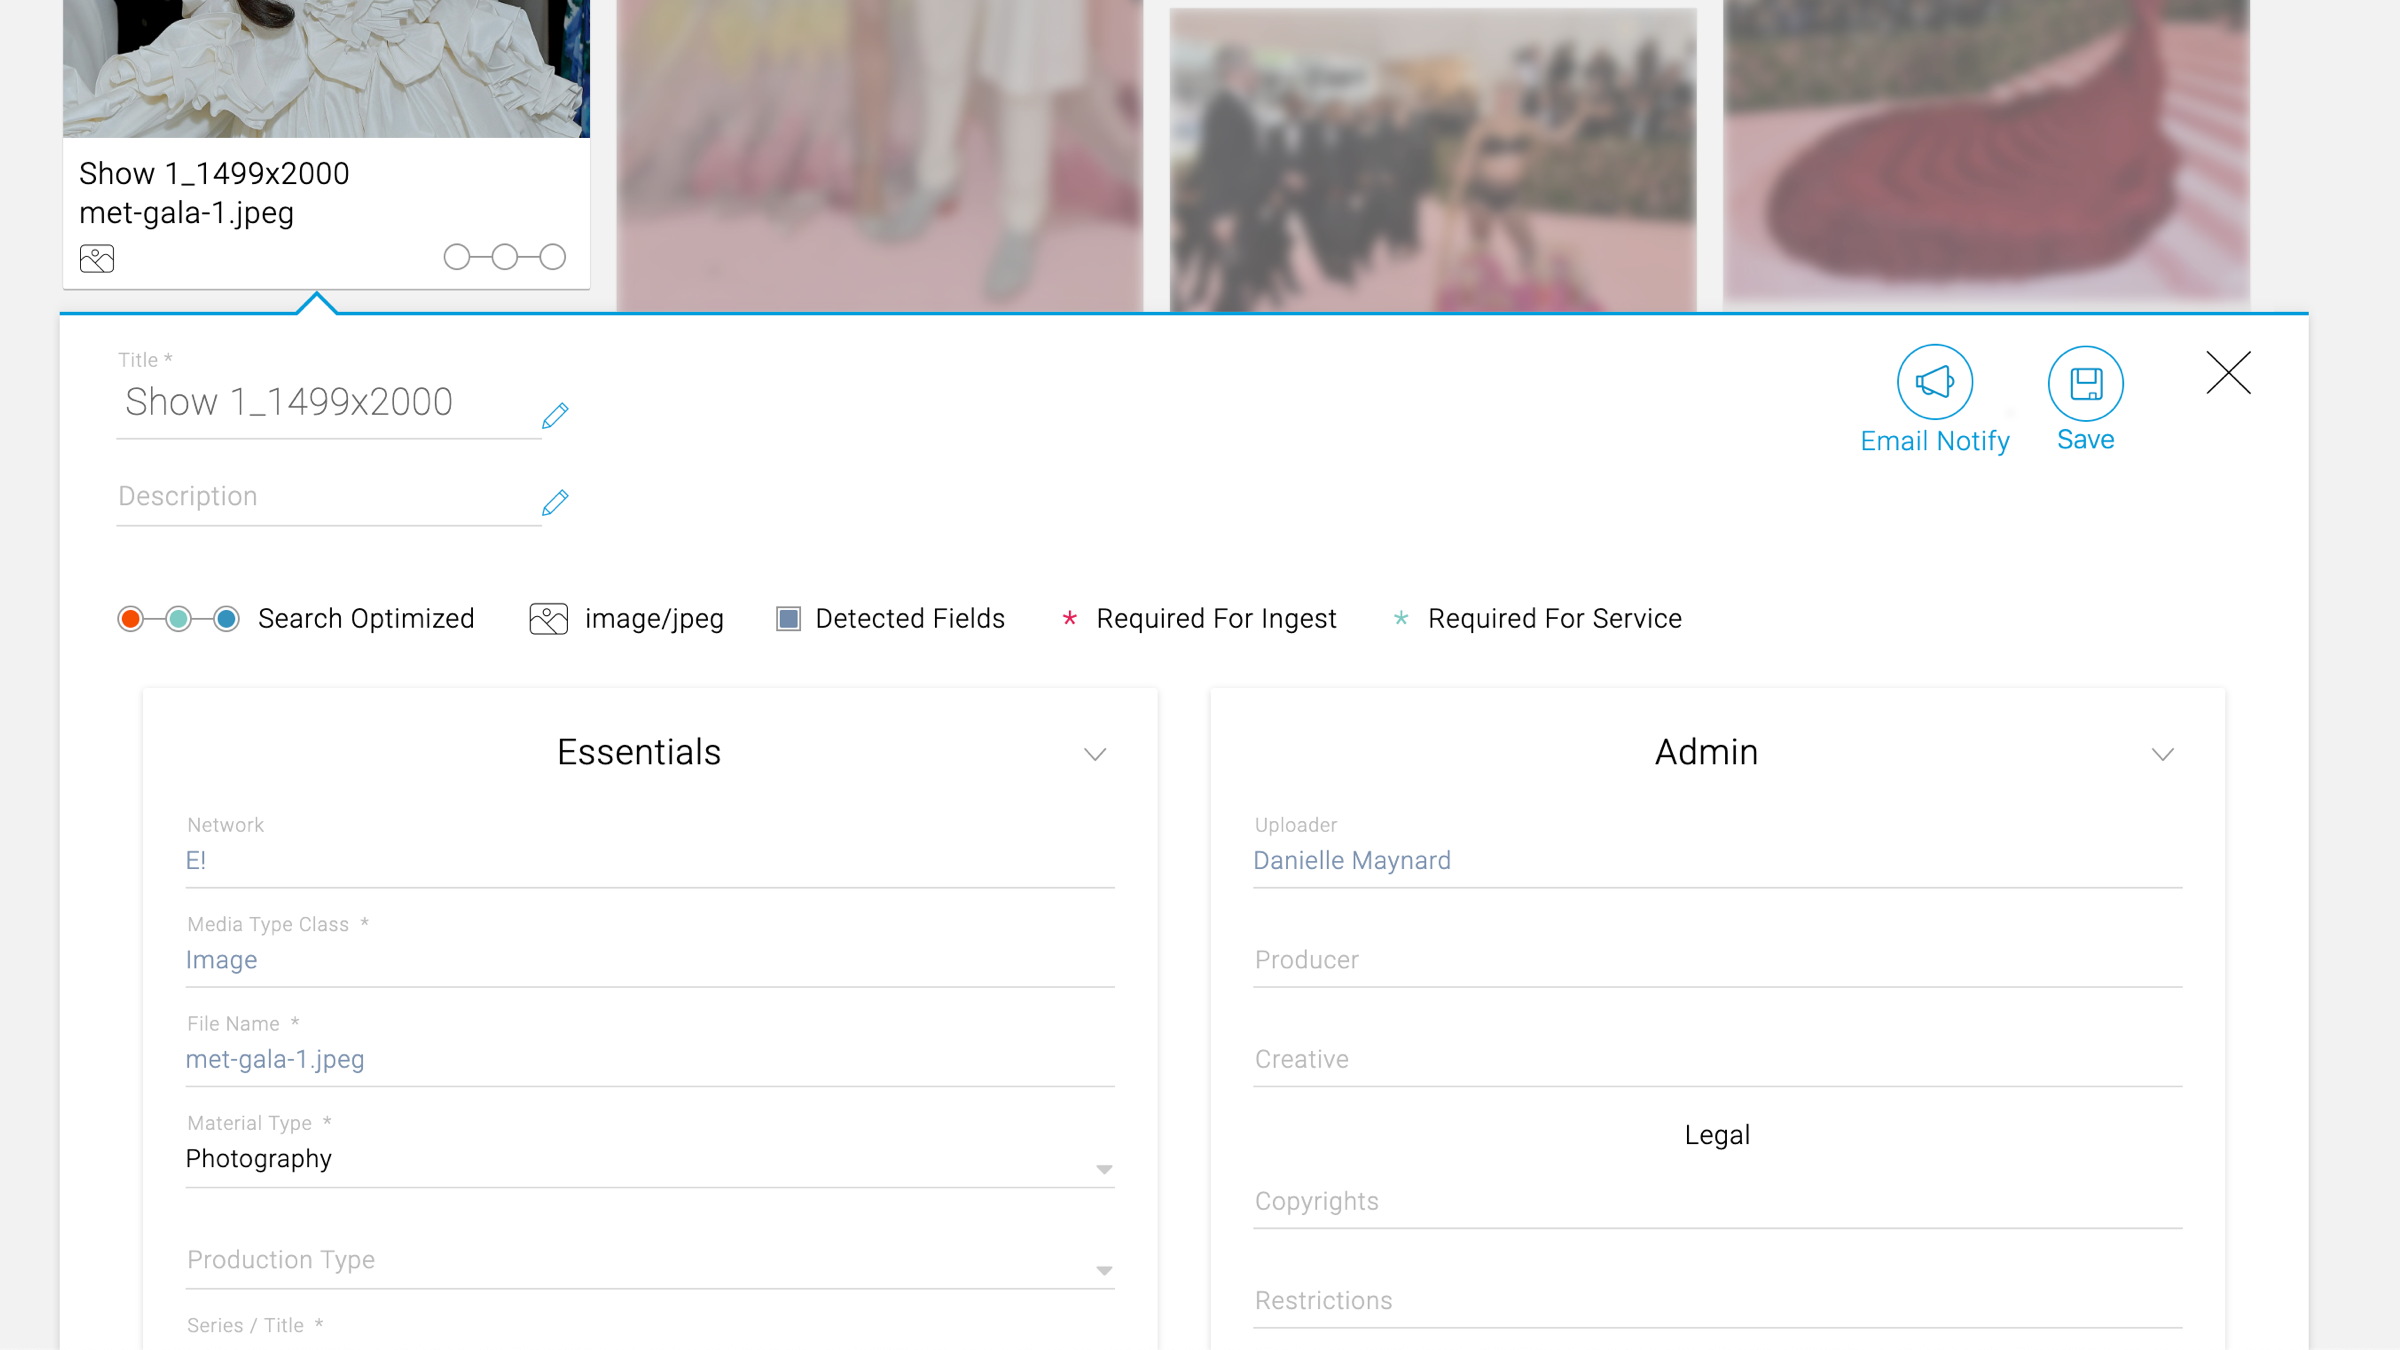 Show 1_1499x2000
met-gala-1.jpeg
Title *
Show 1_1499x2000
Email Notify
Save
Description
Search Optimized
image/jpeg
Detected Fields
* Required For Ingest
* Required For Service
Essentials
Network
E!
Media Type Class *
Image
File Name *
met-gala-1.jpeg
Material Type *
Photography
Production Type
Series / Title *
Admin
Uploader
Danielle Maynard
Producer
Creative
Legal
Copyrights
Restrictions